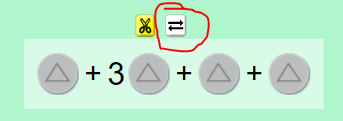 + 3 + +